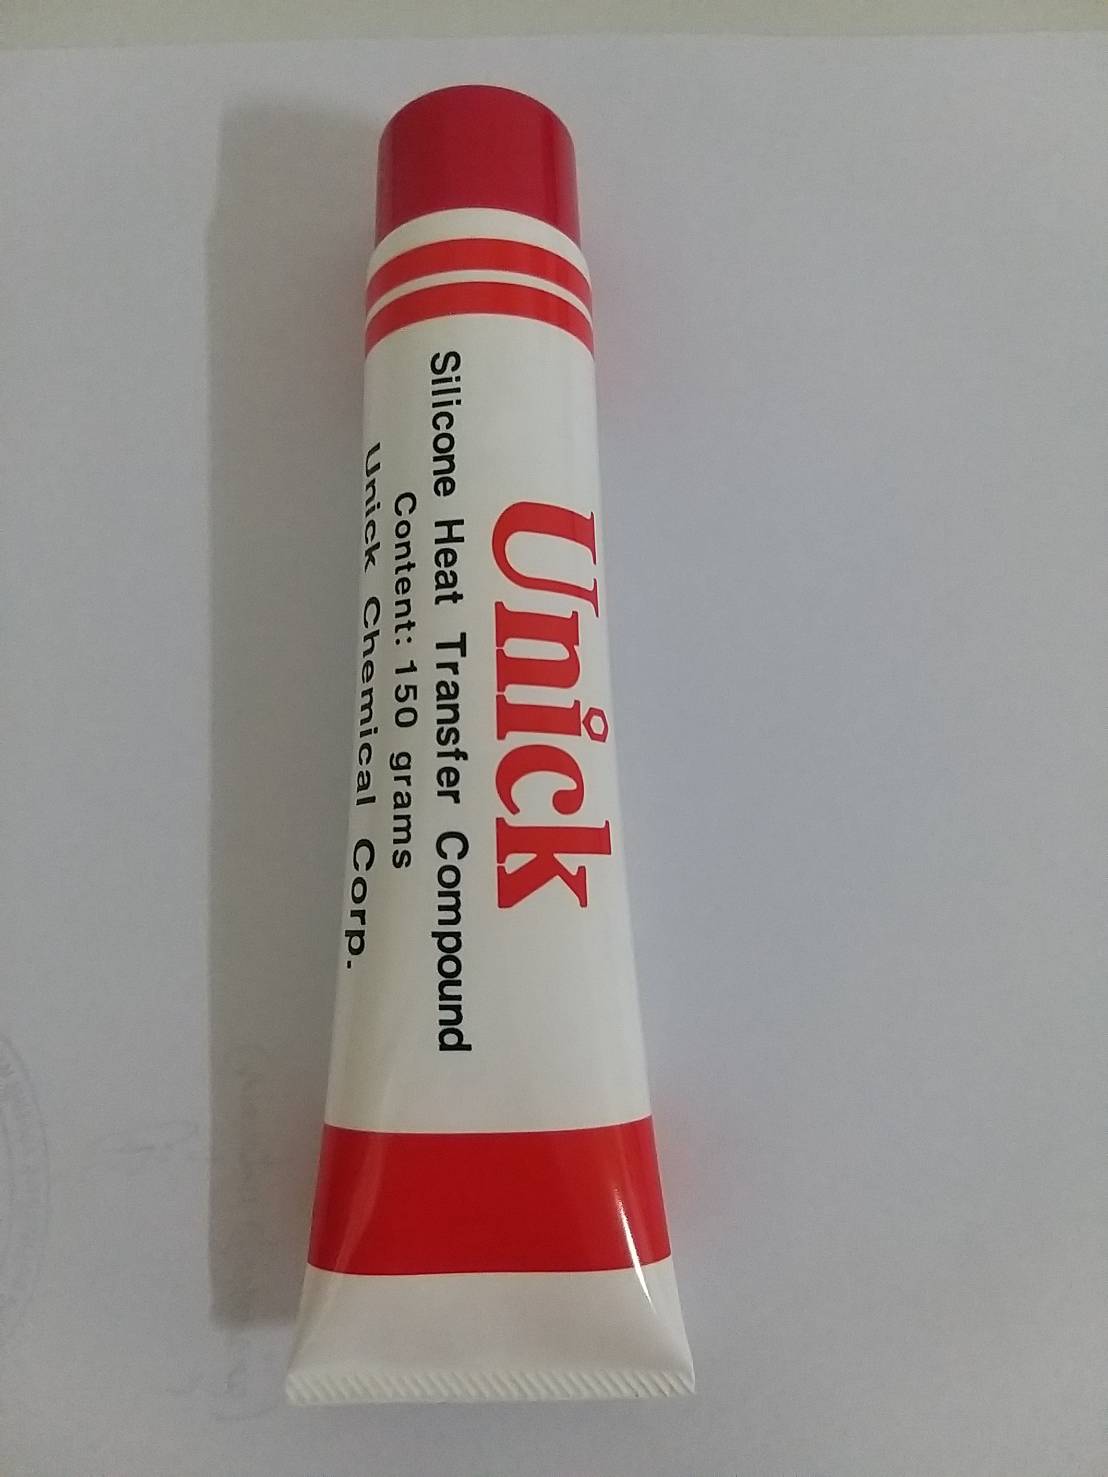 Unick
Silicone Heat Transfer Compound
Content: 150 grams
Unick Chemical Corp.